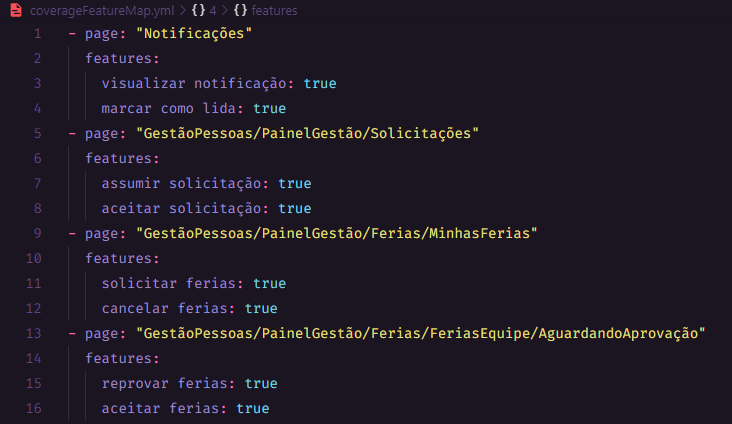 coverageFeatureMap.yml > {} 4 > {} features
1 - page: "Notificações"
2 features:
3 visualizar notificação: true
4 marcar como lida: true
5 - page: "GestãoPessoas/PainelGestão/Solicitações"
6 features:
7 assumir solicitação: true
8 aceitar solicitação: true
9 - page: "GestãoPessoas/PainelGestão/Ferias/MinhasFerias"
10 features:
11 solicitar ferias: true
12 cancelar ferias: true
13 - page: "GestãoPessoas/PainelGestão/Ferias/FeriasEquipe/AguardandoAprovação"
14 features:
15 reprovar ferias: true
16 aceitar ferias: true